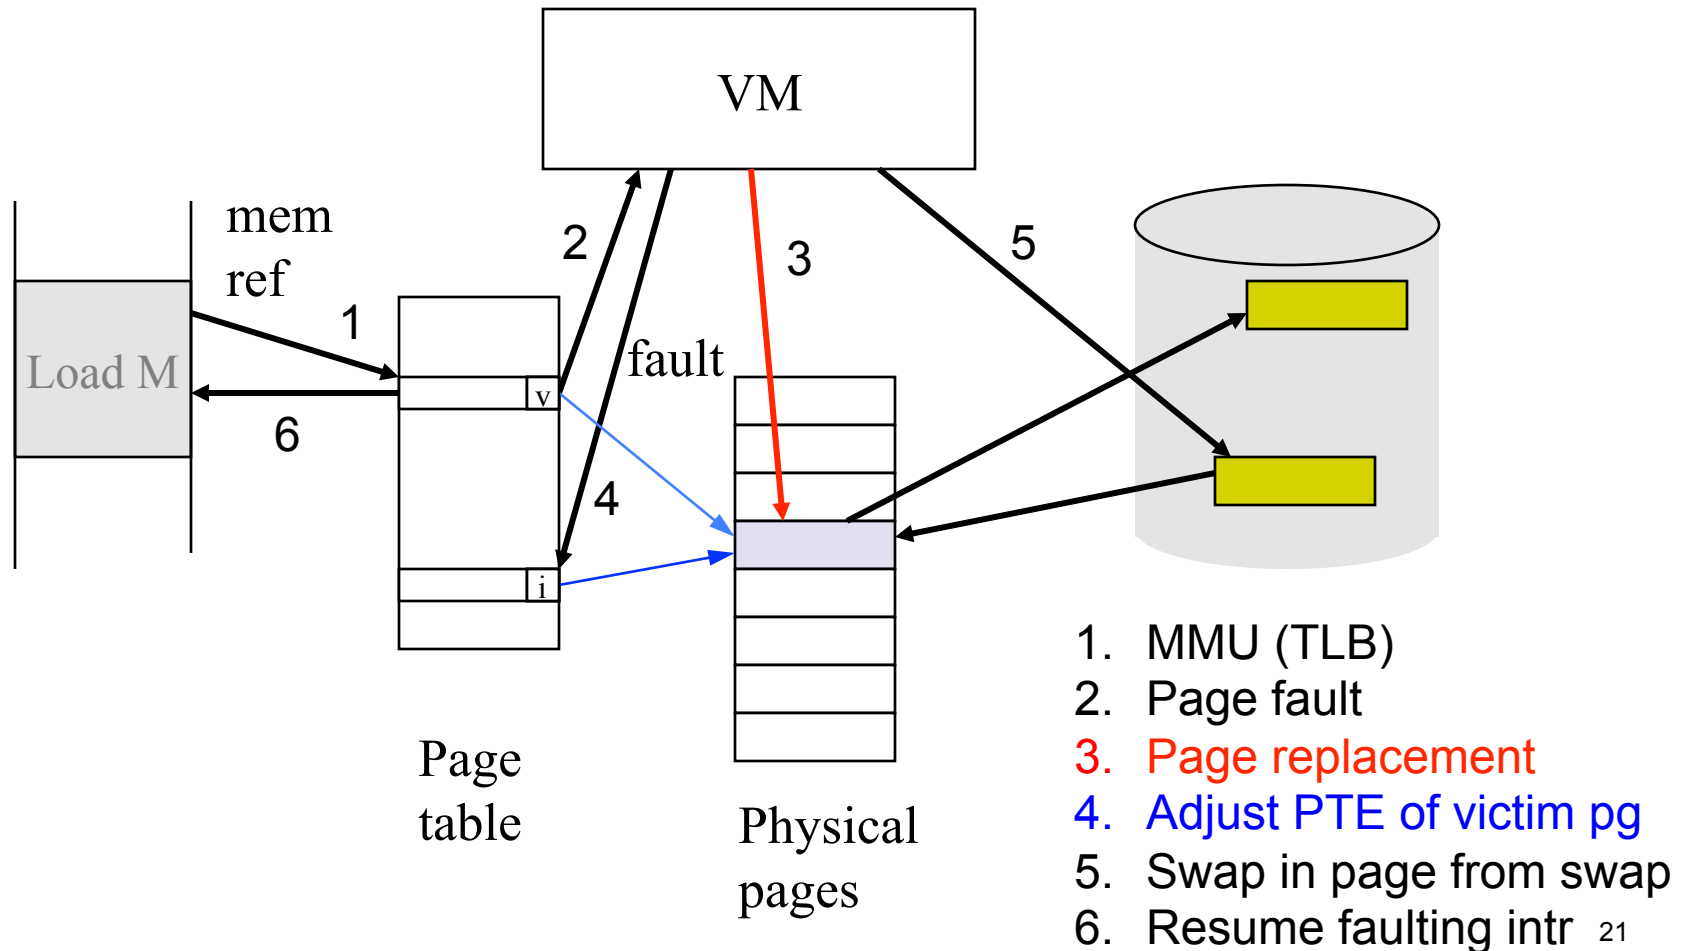 VM
mem
ref
2
3
5
1
fault
Load M
v
6
4
i
Page
table
Physical
pages
1. MMU (TLB)
2. Page fault
3. Page replacement
4. Adjust PTE of victim pg
5. Swap in page from swap
6. Resume faulting intr
21